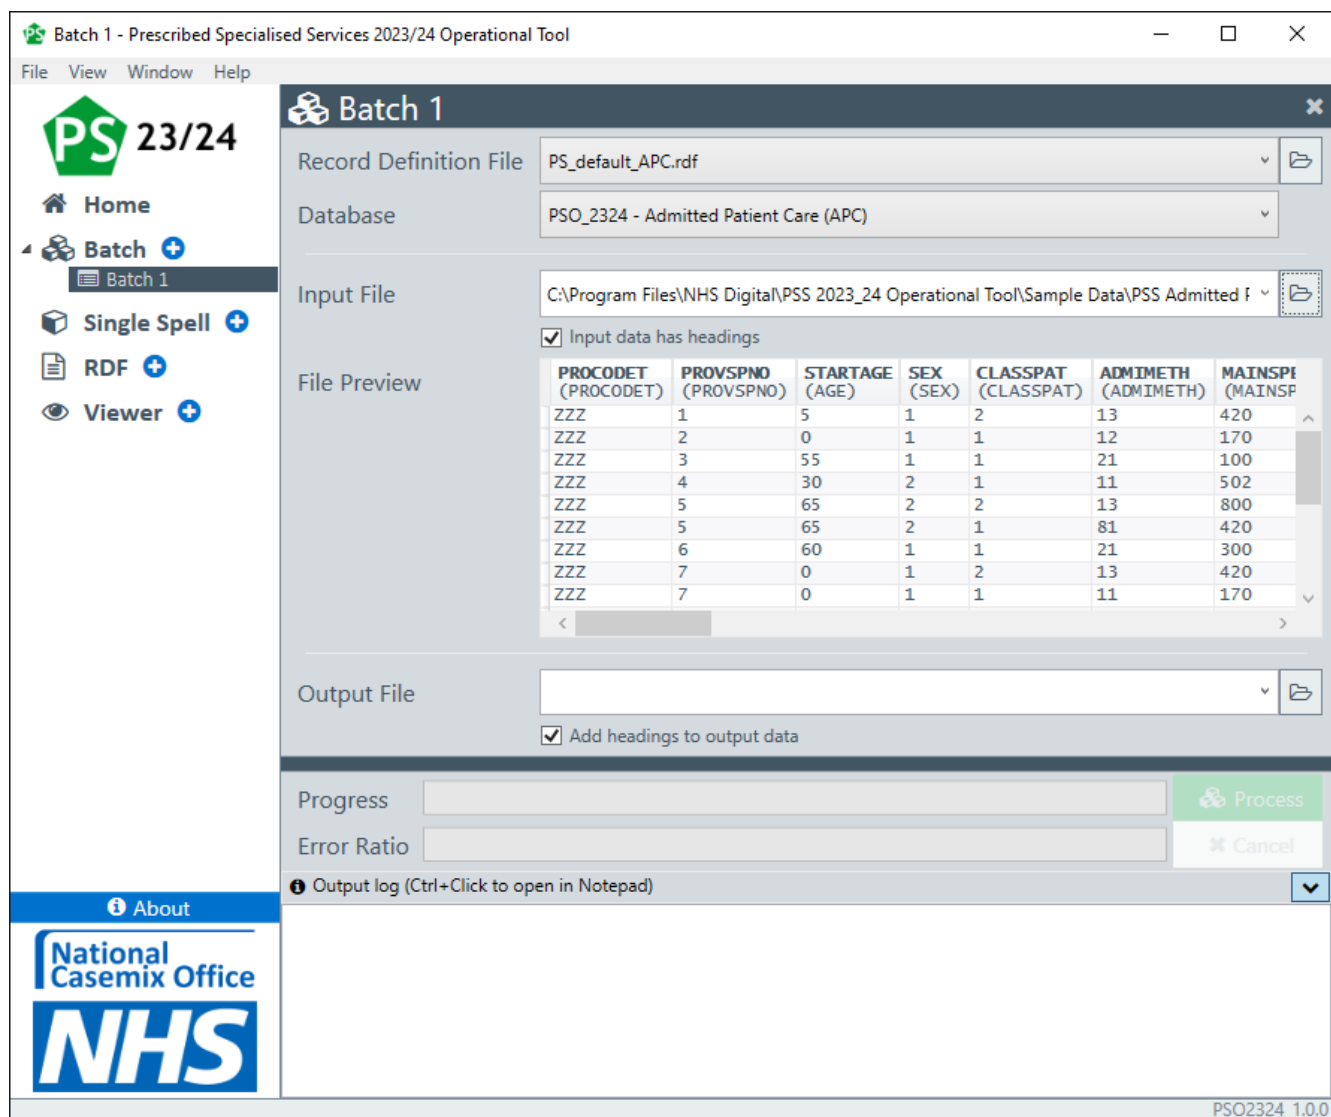 Batch 1 - Prescribed Specialised Services 2023/24 Operational Tool
File View Window Help
PS 23/24
Home
Batch
Batch 1
Single Spell
RDF
Viewer
About
National
Casemix Office
NHS
Batch 1
Record Definition File PS_default_APC.rdf
Database PSO_2324 - Admitted Patient Care (APC)
Input File C:\Program Files\NHS Digital\PSS 2023_24 Operational Tool\Sample Data\PSS Admitted F
Input data has headings
File Preview
PROCODET PROVSPNO STARTAGE SEX CLASSPAT ADMIMETH MAINSPE
(PROCODET) (PROVSPNO) (AGE) (SEX) (CLASSPAT) (ADMIMETH) (MAINSP
ZZZ 1 5 1 2 13 420
ZZZ 2 0 1 1 12 170
ZZZ 3 55 1 1 21 100
ZZZ 4 30 2 1 11 502
ZZZ 5 65 2 2 13 800
ZZZ 5 65 2 1 81 420
ZZZ 6 60 1 1 21 300
ZZZ 7 0 1 2 13 420
ZZZ 7 0 1 1 11 170
Output File
Add headings to output data
Progress Process
Error Ratio Cancel
Output log (Ctrl+Click to open in Notepad)
PSO2324 1.0.0